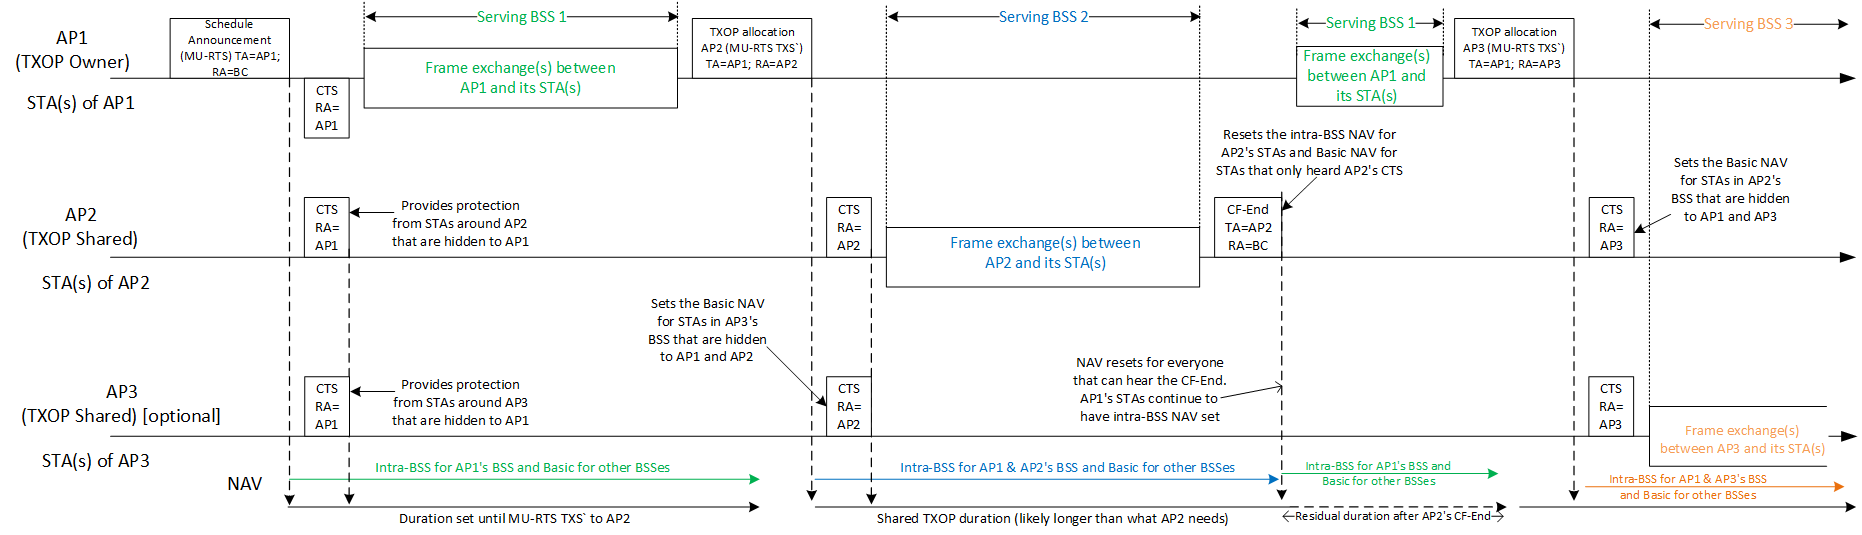 Serving BSS 1
Serving BSS 2
Serving BSS 1
Serving BSS 3
AP1
(TXOP Owner)
STA(s) of AP1
Schedule
Announcement
(MU-RTS) TA=AP1;
RA=BC
CTS
RA=
AP1
Frame exchange(s) between
AP1 and its STA(s)
TXOP allocation
AP2 (MU-RTS TXS`)
TA=AP1; RA=AP2
Frame exchange(s)
between AP1 and
its STA(s)
TXOP allocation
AP3 (MU-RTS TXS`)
TA=AP1; RA=AP3
Resets the intra-BSS NAV for
AP2's STAs and Basic NAV for
STAs that only heard AP2's CTS
Sets the Basic NAV
for STAs in AP2's
BSS that are hidden
to AP1 and AP3
AP2
(TXOP Shared)
STA(s) of AP2
CTS
RA=
AP1
Provides protection
from STAs around AP2
that are hidden to AP1
CTS
RA=
AP2
Frame exchange(s) between
AP2 and its STA(s)
CF-End
TA=AP2
RA=BC
CTS
RA=
AP3
Sets the Basic NAV
for STAs in AP3's
BSS that are hidden
to AP1 and AP2
NAV resets for everyone
that can hear the CF-End.
AP1's STAs continue to
have intra-BSS NAV set
AP3
(TXOP Shared) [optional]
STA(s) of AP3
CTS
RA=
AP1
Provides protection
from STAs around AP3
that are hidden to AP1
CTS
RA=
AP2
CTS
RA=
AP3
Frame exchange(s)
between AP3 and its STA(s)
NAV
Intra-BSS for AP1's BSS and Basic for other BSSes
Intra-BSS for AP1 & AP2's BSS and Basic for other BSSes
Intra-BSS for AP1's BSS and
Basic for other BSSes
Intra-BSS for AP1 & AP3's BSS
and Basic for other BSSes
Duration set until MU-RTS TXS` to AP2
Shared TXOP duration (likely longer than what AP2 needs)
Residual duration after AP2's CF-End